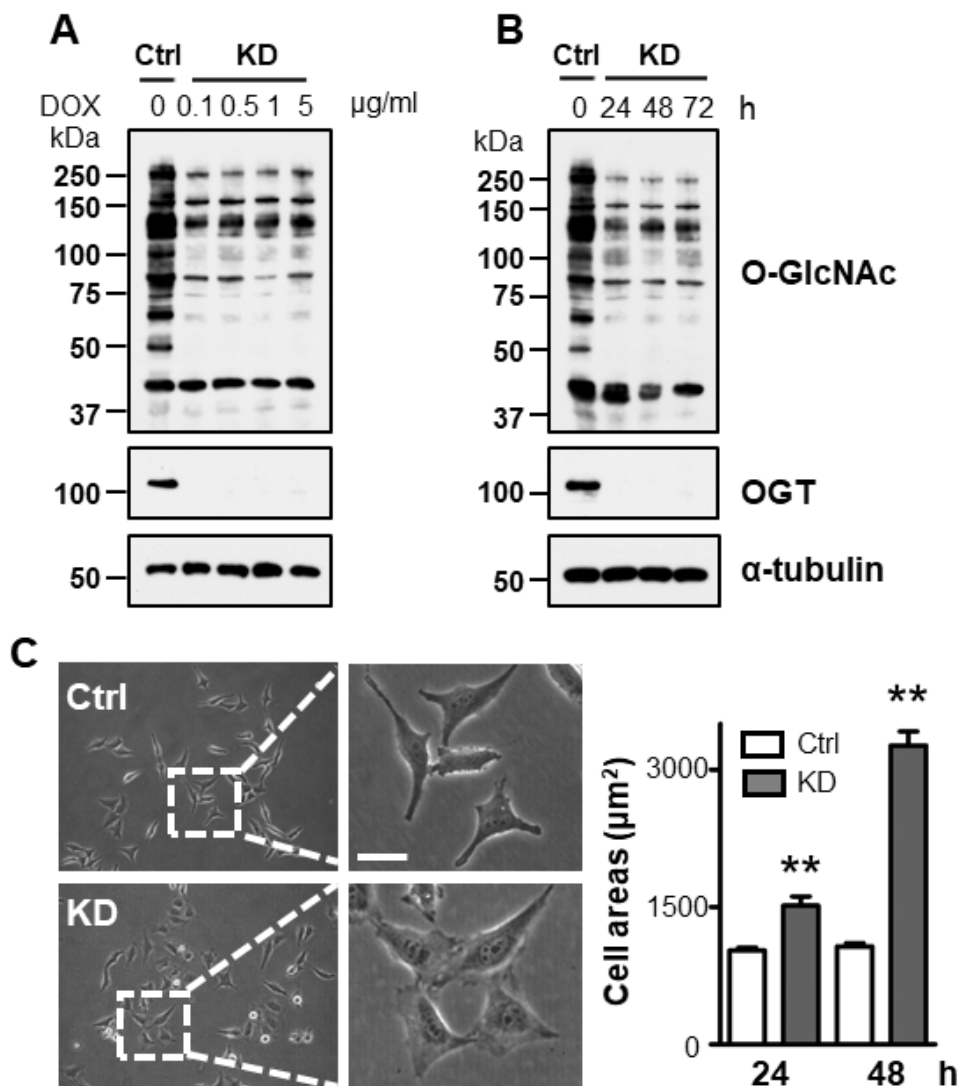 A
Ctrl KD
DOX 0 0.1 0.5 1 5 µg/ml
kDa
250
150
100
75
50
37
100
50
B
Ctrl KD
0 24 48 72 h
kDa
250
150
100
75
50
37
100
50
O-GlcNAc
OGT
α-tubulin
C
Ctrl
KD
Cell areas (µm²)
3000
1500
0
Ctrl
KD
**
**
24 48 h